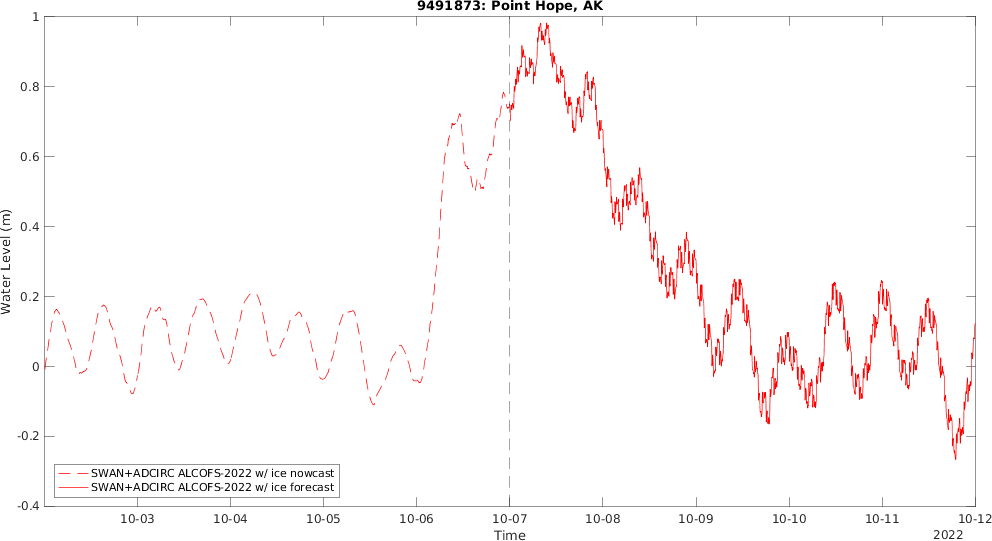 9491873: Point Hope, AK
1
0.8
0.6
0.4
0.2
0
-0.2
-0.4
Water Level (m)
SWAN+ADCIRC ALCOFS-2022 w/ ice nowcast
SWAN+ADCIRC ALCOFS-2022 w/ ice forecast
10-03 10-04 10-05 10-06 10-07 10-08 10-09 10-10 10-11 10-12
Time
2022